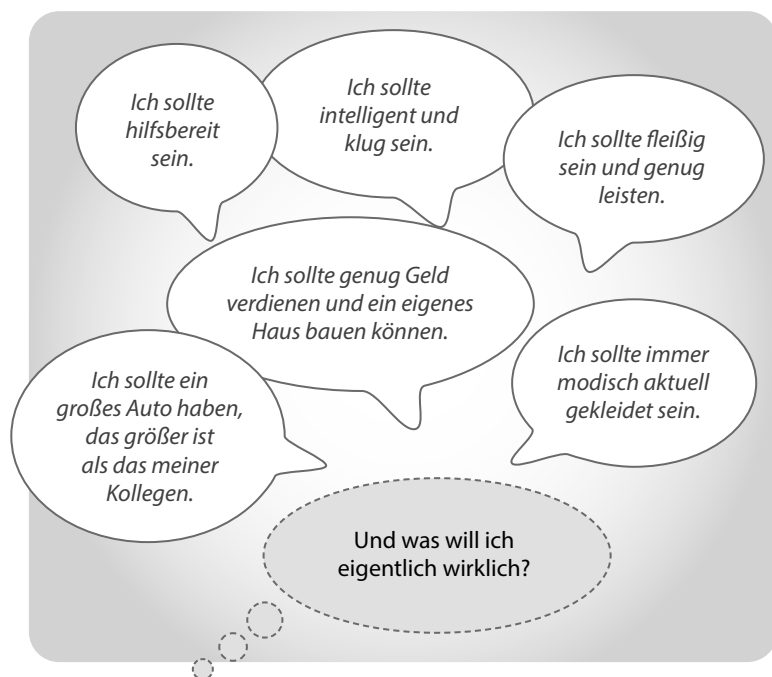 Ich sollte
hilfsbereit
sein.
Ich sollte
intelligent und
klug sein.
Ich sollte fleißig
sein und genug
leisten.
Ich sollte genug Geld
verdienen und ein eigenes
Haus bauen können.
Ich sollte ein
großes Auto haben,
das größer ist
als das meiner
Kollegen.
Ich sollte immer
modisch aktuell
gekleidet sein.
Und was will ich
eigentlich wirklich?